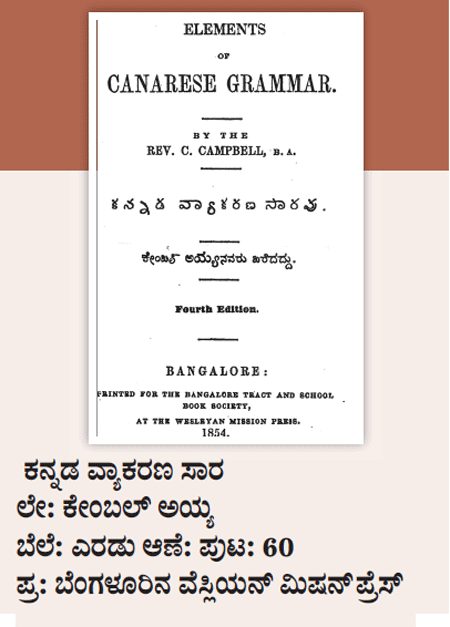 ELEMENTS
OF
CANARESE GRAMMAR.
BY THE
REV. C. CAMPBELL, B. A.
ಕನ್ನಡ ವ್ಯಾಕರಣ ಸಾರವು.
ಕೇಂಬಲ್ ಅಯ್ಯನವರು ಬರೆದದ್ದು.
Fourth Edition.
BANGALORE:
PRINTED FOR THE BANGALORE TRACT AND SCHOOL
BOOK SOCIETY,
AT THE WESLEYAN MISSION PRESS.
1854.
ಕನ್ನಡ ವ್ಯಾಕರಣ ಸಾರ
ಲೇ: ಕೇಂಬಲ್ ಅಯ್ಯ
ಬೆಲೆ: ಎರಡು ಆಣೆ: ಪುಟ: 60
ಪ್ರ: ಬೆಂಗಳೂರಿನ ವೆಸ್ಲಿಯನ್ ಮಿಷನ್ ಪ್ರೆಸ್